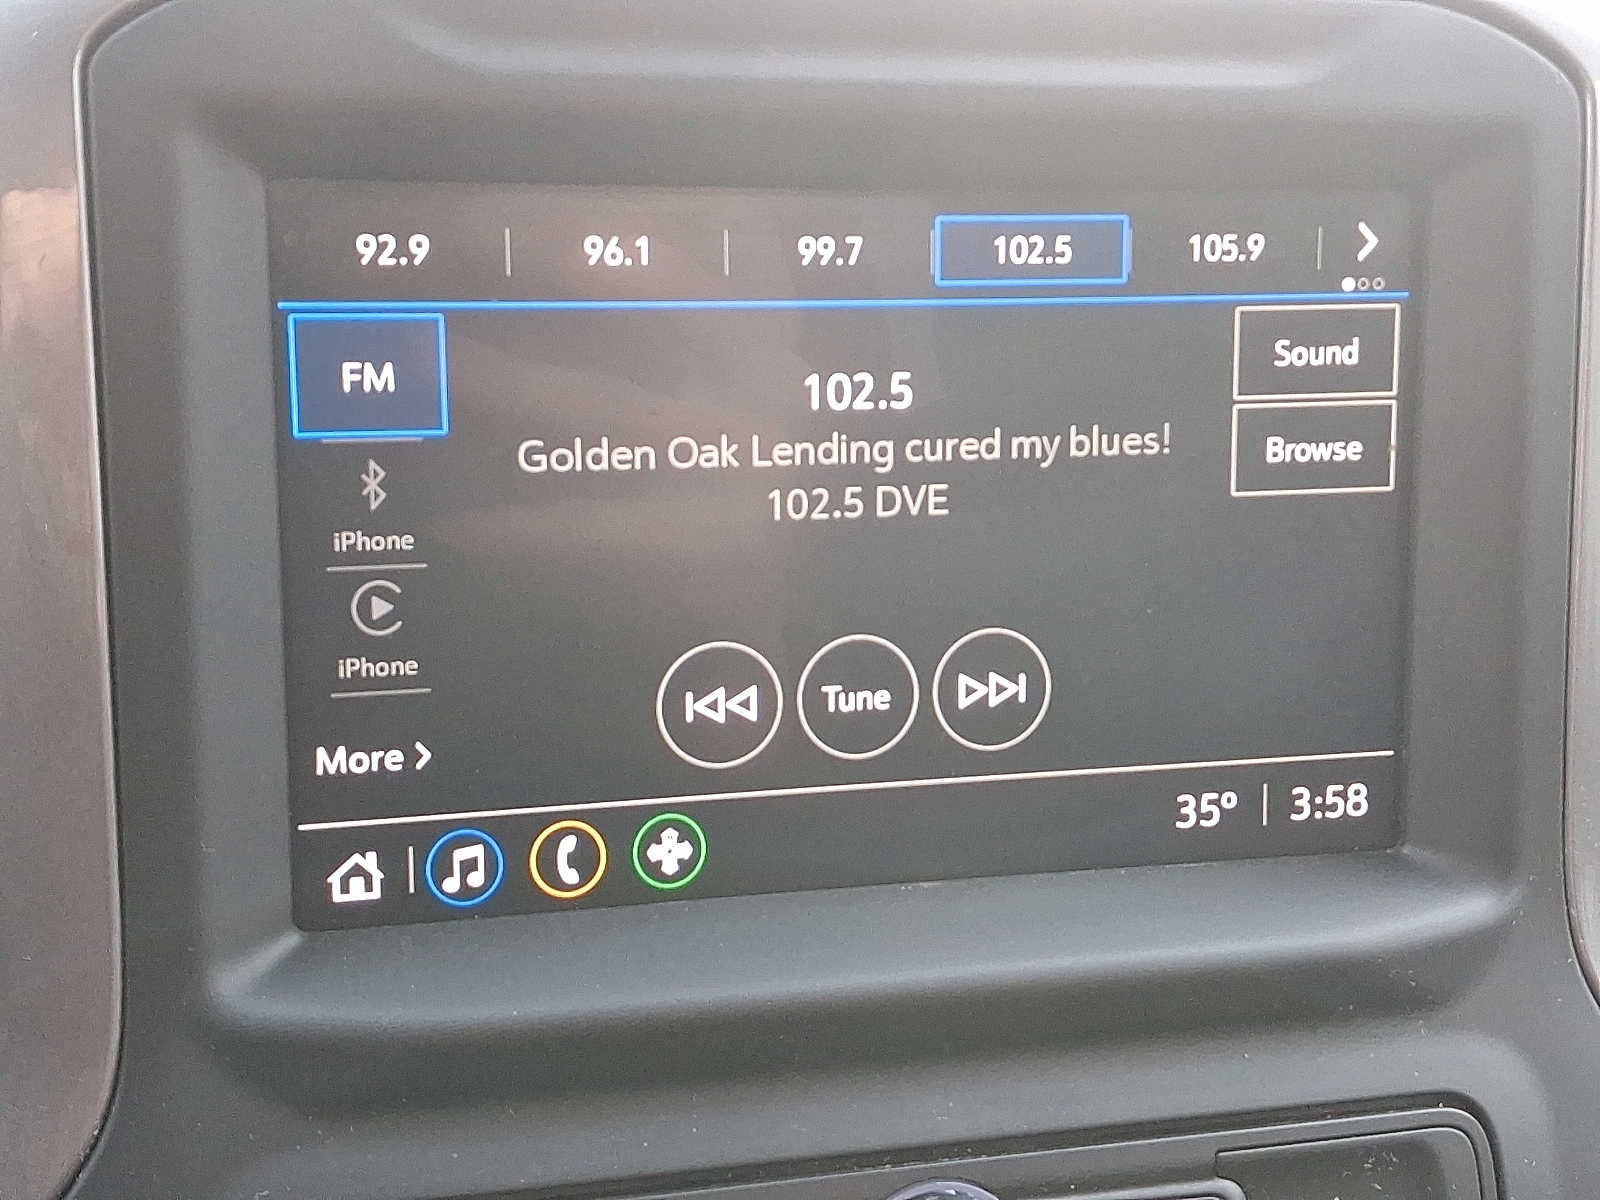 92.9 | 96.1 | 99.7 102.5 105.9 |
FM
102.5
Golden Oak Lending cured my blues!
102.5 DVE
Sound
Browse
iPhone
iPhone
More
Tune
35° | 3:58